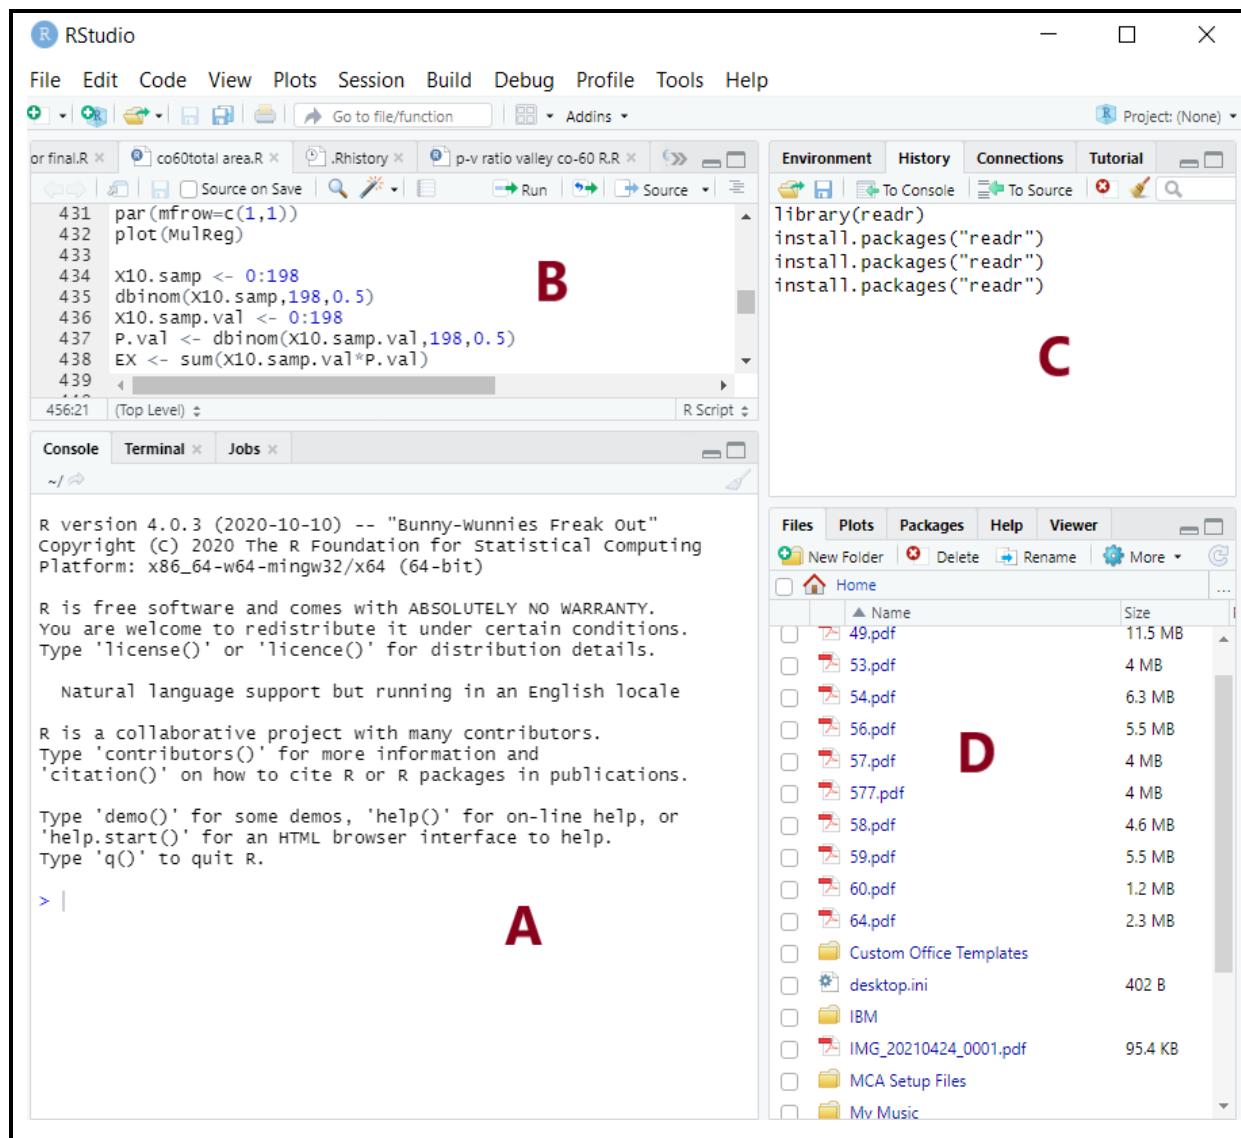 RStudio
File Edit Code View Plots Session Build Debug Profile Tools Help
Go to file/function Addins Project: (None)
or final.R co60total area.R .Rhistory p-v ratio valley co-60 R.R
Source on Save Run Source
431 par(mfrow=c(1,1))
432 plot(MulReg)
433
434 X10.samp <- 0:198
435 dbinom(X10.samp,198,0.5)
436 X10.samp.val <- 0:198
437 P.val <- dbinom(X10.samp.val,198,0.5)
438 EX <- sum(X10.samp.val*P.val)
439
B
456:21 (Top Level) R Script
Console Terminal Jobs
~/
R version 4.0.3 (2020-10-10) -- "Bunny-Wunnies Freak Out"
Copyright (C) 2020 The R Foundation for Statistical Computing
Platform: x86_64-w64-mingw32/x64 (64-bit)
R is free software and comes with ABSOLUTELY NO WARRANTY.
You are welcome to redistribute it under certain conditions.
Type 'license()' or 'licence()' for distribution details.
Natural language support but running in an English locale
R is a collaborative project with many contributors.
Type 'contributors()' for more information and
'citation()' on how to cite R or R packages in publications.
Type 'demo()' for some demos, 'help()' for on-line help, or
'help.start()' for an HTML browser interface to help.
Type 'q()' to quit R.
>
A
Environment History Connections Tutorial
To Console To Source
library(readr)
install.packages("readr")
install.packages("readr")
install.packages("readr")
C
Files Plots Packages Help Viewer
New Folder Delete Rename More
Home ...
Name Size
49.pdf 11.5 MB
53.pdf 4 MB
54.pdf 6.3 MB
56.pdf 5.5 MB
57.pdf 4 MB
577.pdf 4 MB
58.pdf 4.6 MB
59.pdf 5.5 MB
60.pdf 1.2 MB
64.pdf 2.3 MB
Custom Office Templates
desktop.ini 402 B
IBM
IMG_20210424_0001.pdf 95.4 KB
MCA Setup Files
My Music
D